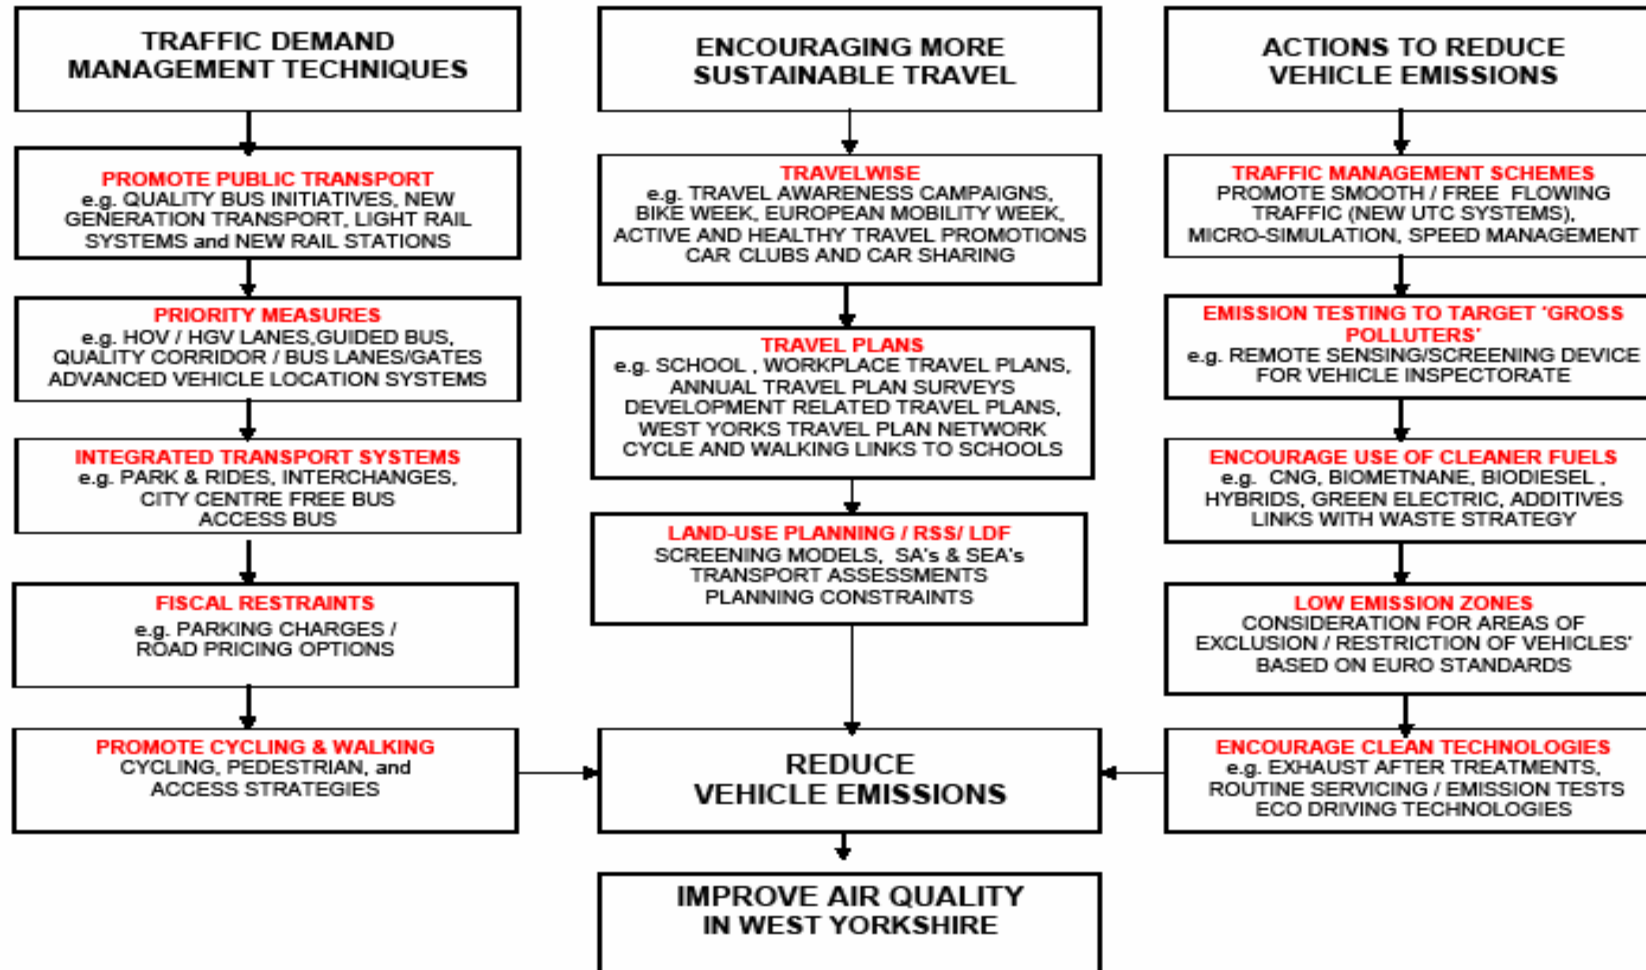 TRAFFIC DEMAND
MANAGEMENT TECHNIQUES
PROMOTE PUBLIC TRANSPORT
e.g. QUALITY BUS INITIATIVES, NEW
GENERATION TRANSPORT, LIGHT RAIL
SYSTEMS and NEW RAIL STATIONS
PRIORITY MEASURES
e.g. HOV / HGV LANES,GUIDED BUS,
QUALITY CORRIDOR / BUS LANES/GATES
ADVANCED VEHICLE LOCATION SYSTEMS
INTEGRATED TRANSPORT SYSTEMS
e.g. PARK & RIDES, INTERCHANGES,
CITY CENTRE FREE BUS
ACCESS BUS
FISCAL RESTRAINTS
e.g. PARKING CHARGES /
ROAD PRICING OPTIONS
PROMOTE CYCLING & WALKING
CYCLING, PEDESTRIAN, and
ACCESS STRATEGIES
ENCOURAGING MORE
SUSTAINABLE TRAVEL
TRAVELWISE
e.g. TRAVEL AWARENESS CAMPAIGNS,
BIKE WEEK, EUROPEAN MOBILITY WEEK,
ACTIVE AND HEALTHY TRAVEL PROMOTIONS
CAR CLUBS AND CAR SHARING
TRAVEL PLANS
e.g. SCHOOL , WORKPLACE TRAVEL PLANS,
ANNUAL TRAVEL PLAN SURVEYS
DEVELOPMENT RELATED TRAVEL PLANS,
WEST YORKS TRAVEL PLAN NETWORK
CYCLE AND WALKING LINKS TO SCHOOLS
LAND-USE PLANNING / RSS/ LDF
SCREENING MODELS, SA's & SEA's
TRANSPORT ASSESSMENTS
PLANNING CONSTRAINTS
REDUCE
VEHICLE EMISSIONS
IMPROVE AIR QUALITY
IN WEST YORKSHIRE
ACTIONS TO REDUCE
VEHICLE EMISSIONS
TRAFFIC MANAGEMENT SCHEMES
PROMOTE SMOOTH / FREE FLOWING
TRAFFIC (NEW UTC SYSTEMS),
MICRO-SIMULATION, SPEED MANAGEMENT
EMISSION TESTING TO TARGET 'GROSS
POLLUTERS'
e.g. REMOTE SENSING/SCREENING DEVICE
FOR VEHICLE INSPECTORATE
ENCOURAGE USE OF CLEANER FUELS
e.g. CNG, BIOMETNANE, BIODIESEL ,
HYBRIDS, GREEN ELECTRIC, ADDITIVES
LINKS WITH WASTE STRATEGY
LOW EMISSION ZONES
CONSIDERATION FOR AREAS OF
EXCLUSION / RESTRICTION OF VEHICLES'
BASED ON EURO STANDARDS
ENCOURAGE CLEAN TECHNOLOGIES
e.g. EXHAUST AFTER TREATMENTS,
ROUTINE SERVICING / EMISSION TESTS
ECO DRIVING TECHNOLOGIES